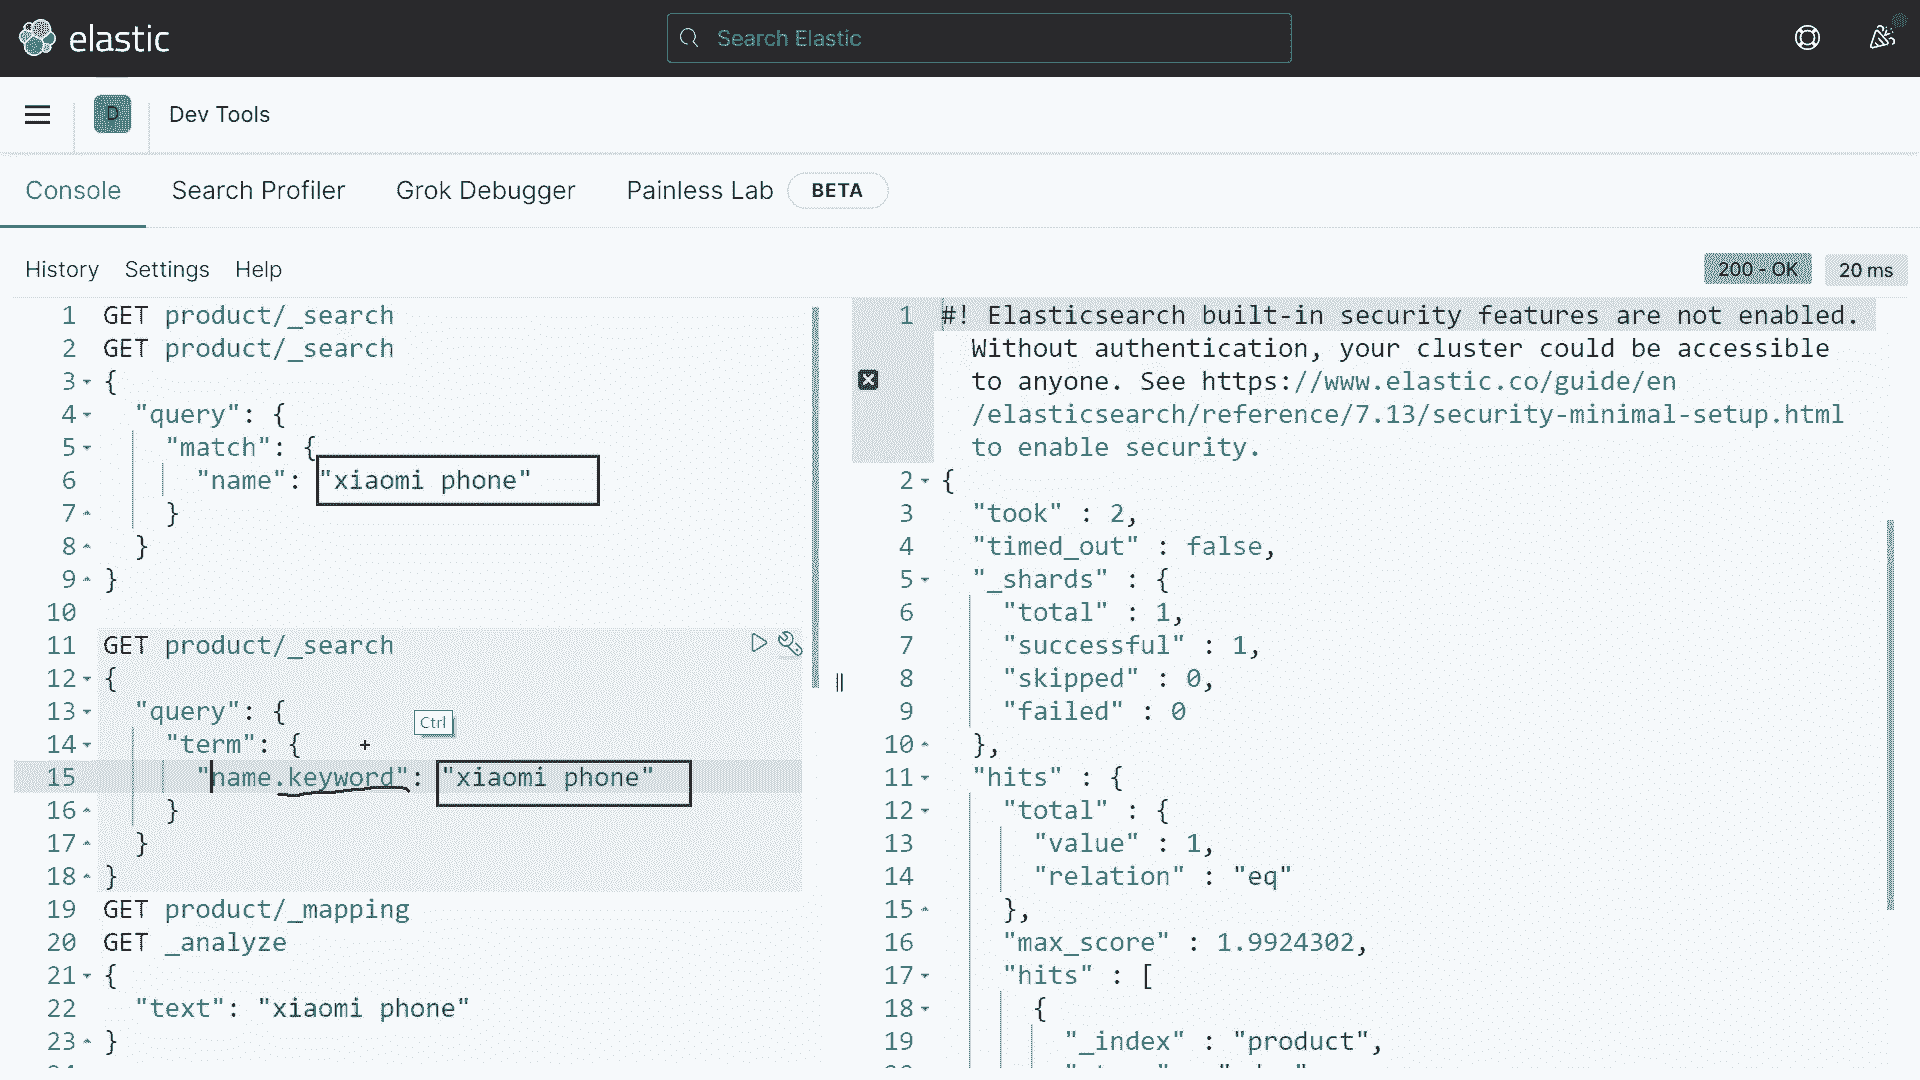 elastic
Search Elastic
D
Dev Tools
Console
Search Profiler
Grok Debugger
Painless Lab
BETA
History
Settings
Help
200 - OK
20 ms
1 GET product/_search
2 GET product/_search
3 {
4 "query": {
5 "match": {
6 "name": "xiaomi phone"
7 }
8 }
9 }
10
11 GET product/_search
12 {
13 "query": {
Ctrl
14 "term": { +
15 "name.keyword": "xiaomi phone"
16 }
17 }
18 }
19 GET product/_mapping
20 GET _analyze
21 {
22 "text": "xiaomi phone"
23 }
1 #! Elasticsearch built-in security features are not enabled.
Without authentication, your cluster could be accessible
to anyone. See https://www.elastic.co/guide/en
/elasticsearch/reference/7.13/security-minimal-setup.html
to enable security.
2 {
3 "took" : 2,
4 "timed_out" : false,
5 "_shards" : {
6 "total" : 1,
7 "successful" : 1,
8 "skipped" : 0,
9 "failed" : 0
10 },
11 "hits" : {
12 "total" : {
13 "value" : 1,
14 "relation" : "eq"
15 },
16 "max_score" : 1.9924302,
17 "hits" : [
18 {
19 "_index" : "product",